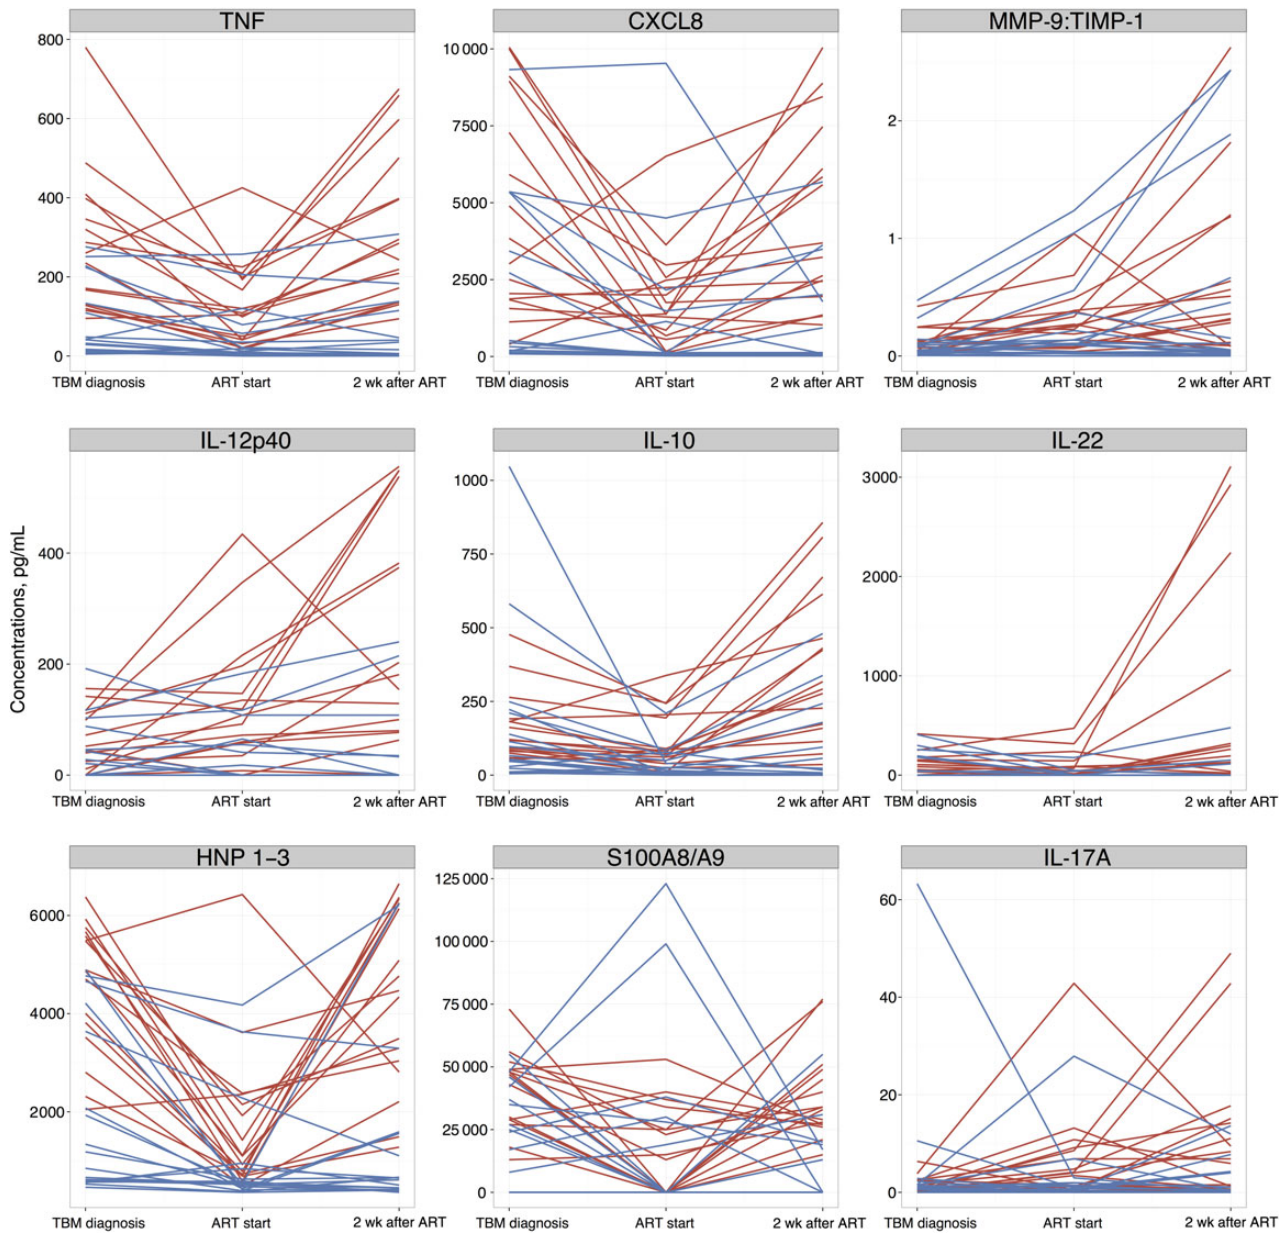 TNF
CXCL8
MMP-9:TIMP-1
800
600
400
200
0
10 000
7500
5000
2500
0
2
1
0
TBM diagnosis ART start 2 wk after ART
TBM diagnosis ART start 2 wk after ART
TBM diagnosis ART start 2 wk after ART
IL-12p40
IL-10
IL-22
Concentrations, pg/mL
400
200
0
1000
750
500
250
0
3000
2000
1000
0
TBM diagnosis ART start 2 wk after ART
TBM diagnosis ART start 2 wk after ART
TBM diagnosis ART start 2 wk after ART
HNP 1–3
S100A8/A9
IL-17A
6000
4000
2000
125 000
100 000
75 000
50 000
25 000
0
60
40
20
0
TBM diagnosis ART start 2 wk after ART
TBM diagnosis ART start 2 wk after ART
TBM diagnosis ART start 2 wk after ART